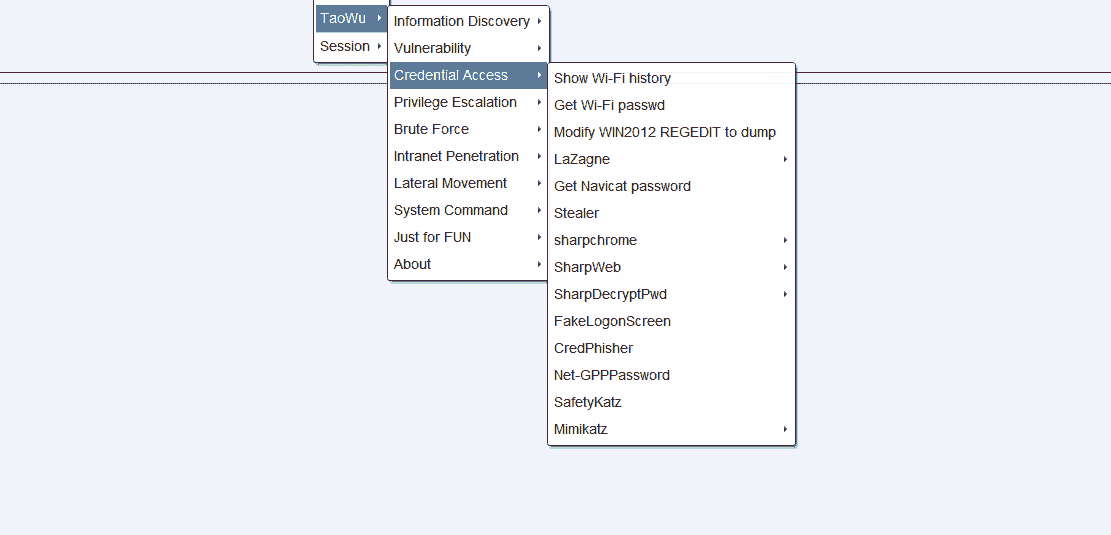 TaoWu
Session
Information Discovery
Vulnerability
Credential Access
Privilege Escalation
Brute Force
Intranet Penetration
Lateral Movement
System Command
Just for FUN
About
Show Wi-Fi history
Get Wi-Fi passwd
Modify WIN2012 REGEDIT to dump
LaZagne
Get Navicat password
Stealer
sharpchrome
SharpWeb
SharpDecryptPwd
FakeLogonScreen
CredPhisher
Net-GPPPassword
SafetyKatz
Mimikatz